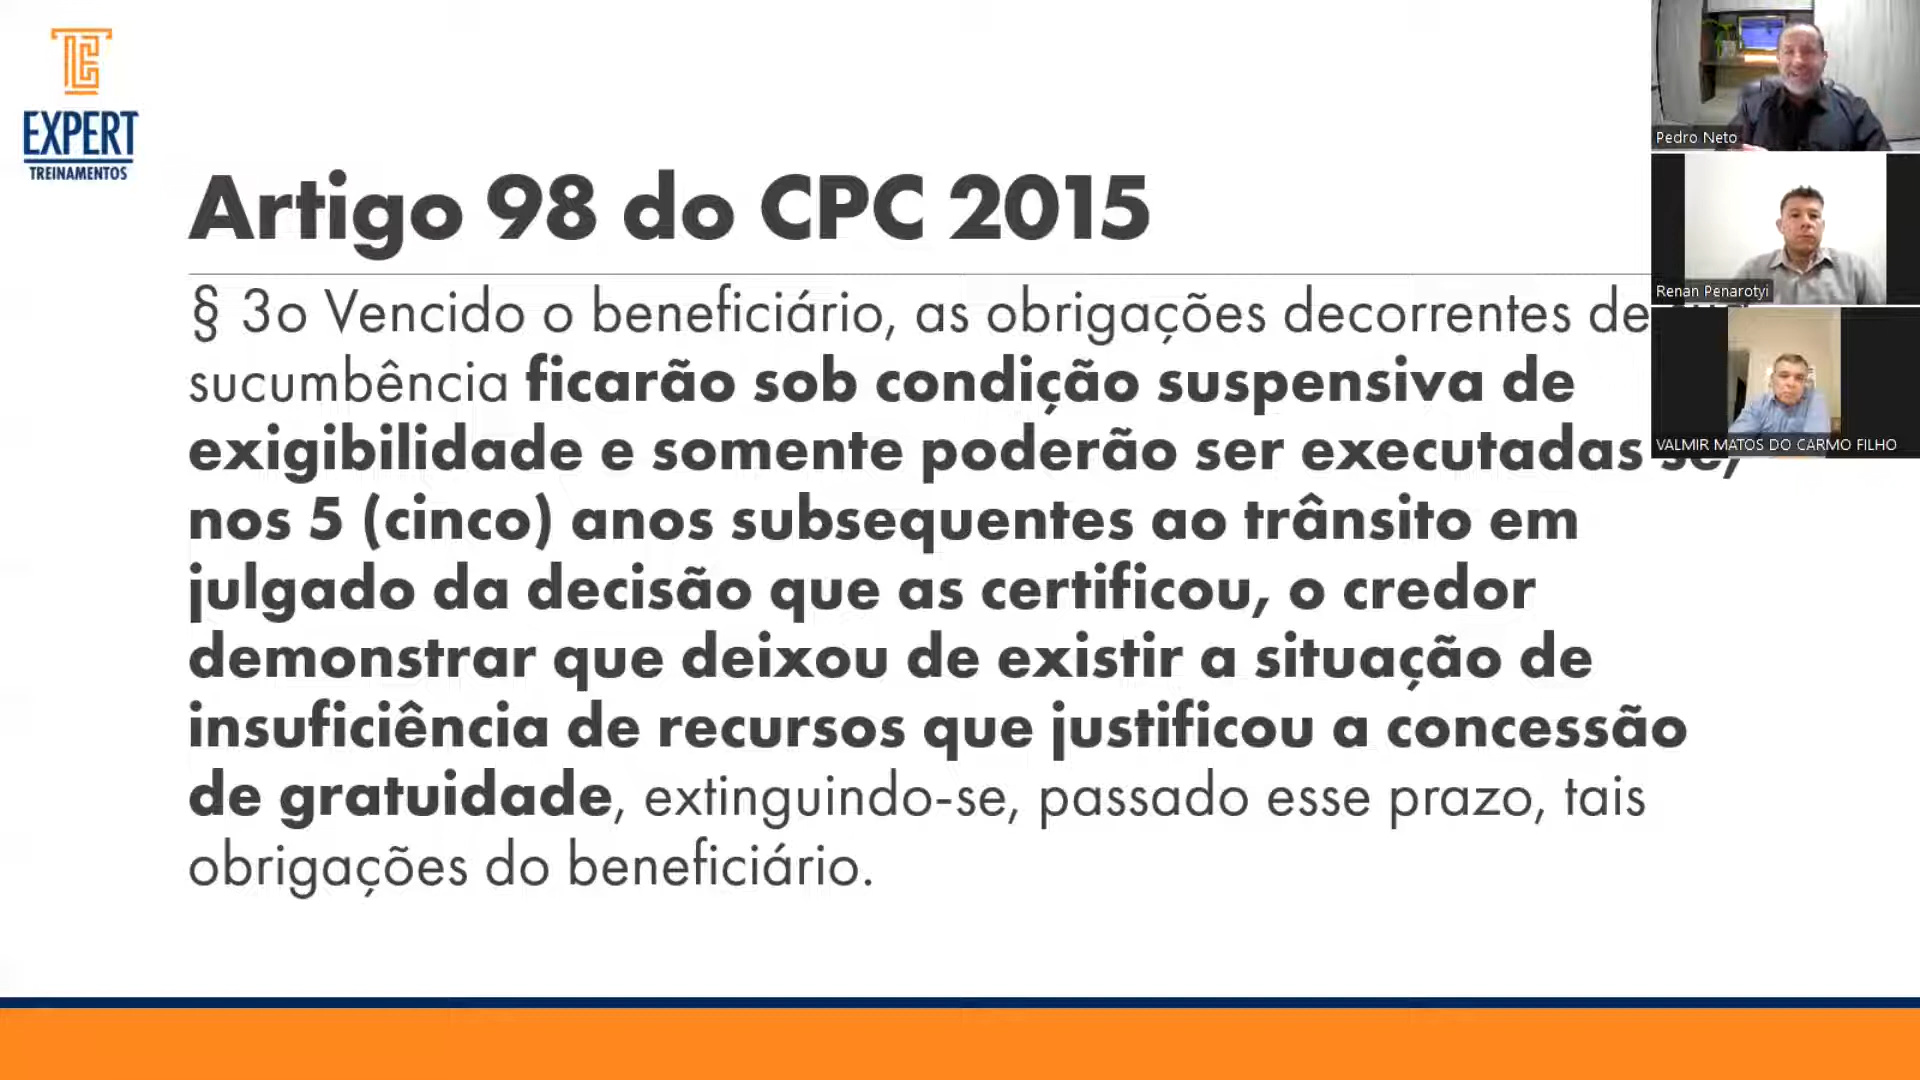 EXPERT
TREINAMENTOS
Artigo 98 do CPC 2015
§ 3o Vencido o beneficiário, as obrigações decorrentes de
sucumbência ficarão sob condição suspensiva de
exigibilidade e somente poderão ser executadas se,
nos 5 (cinco) anos subsequentes ao trânsito em
julgado da decisão que as certificou, o credor
demonstrar que deixou de existir a situação de
insuficiência de recursos que justificou a concessão
de gratuidade, extinguindo-se, passado esse prazo, tais
obrigações do beneficiário.
Pedro Neto
Renan Penarotyi
VALMIR MATOS DO CARMO FILHO